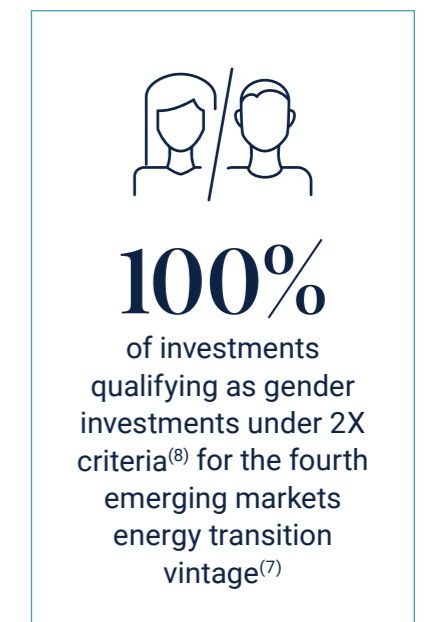 100%
of investments
qualifying as gender
investments under 2X
criteria(8) for the fourth
emerging markets
energy transition
vintage(7)